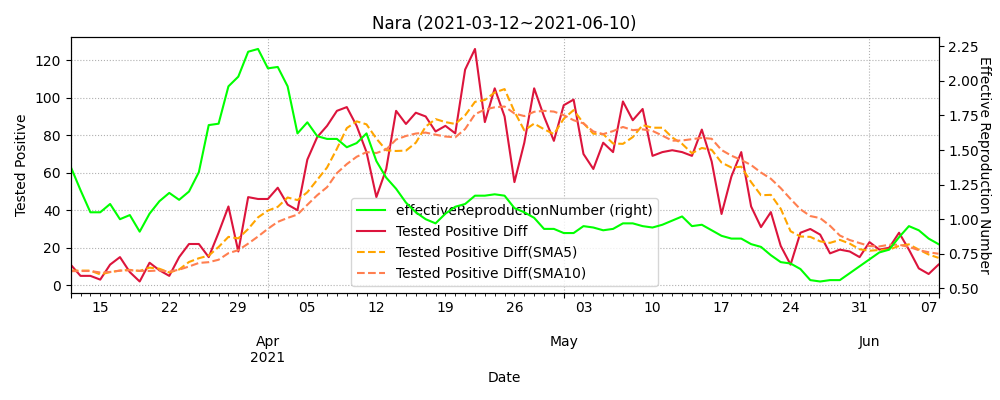 Nara (2021-03-12~2021-06-10)
Tested Positive
120
100
80
60
40
20
0
2.25
2.00
1.75
1.50
1.25
1.00
0.75
0.50
Effective Reproduction Number
effectiveReproductionNumber (right)
Tested Positive Diff
Tested Positive Diff(SMA5)
Tested Positive Diff(SMA10)
15 22 29 05 12 19 26 03 10 17 24 31 07
Apr May Jun
2021
Date